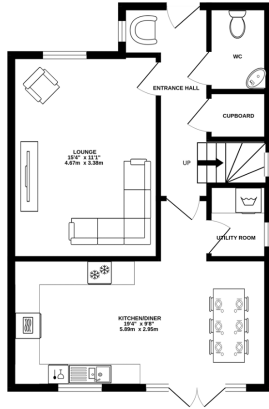 WC
ENTRANCE HALL
CUPBOARD
LOUNGE
15'4" x 11'1"
4.67m x 3.38m
UP
UTILITY ROOM
KITCHEN/DINER
19'4" x 9'8"
5.89m x 2.95m